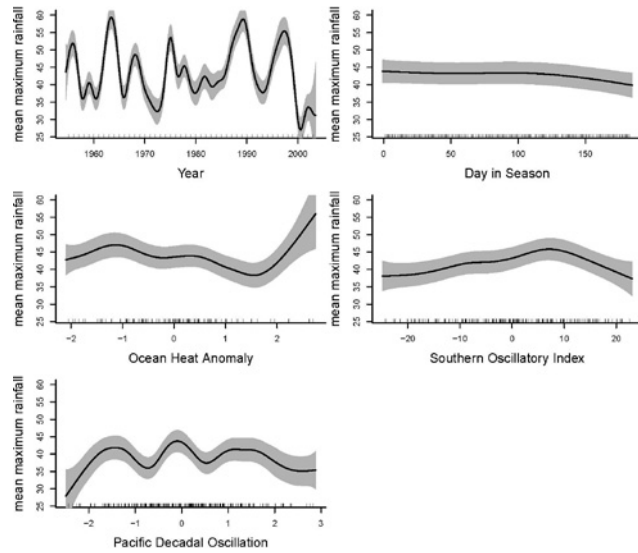 mean maximum rainfall
25 30 35 40 45 50 55 60
1960 1970 1980 1990 2000
Year
mean maximum rainfall
25 30 35 40 45 50 55 60
0 50 100 150
Day in Season
mean maximum rainfall
25 30 35 40 45 50 55 60
−2 −1 0 1 2
Ocean Heat Anomaly
mean maximum rainfall
25 30 35 40 45 50 55 60
−20 −10 0 10 20
Southern Oscillatory Index
mean maximum rainfall
25 30 35 40 45 50 55 60
−2 −1 0 1 2 3
Pacific Decadal Oscillation